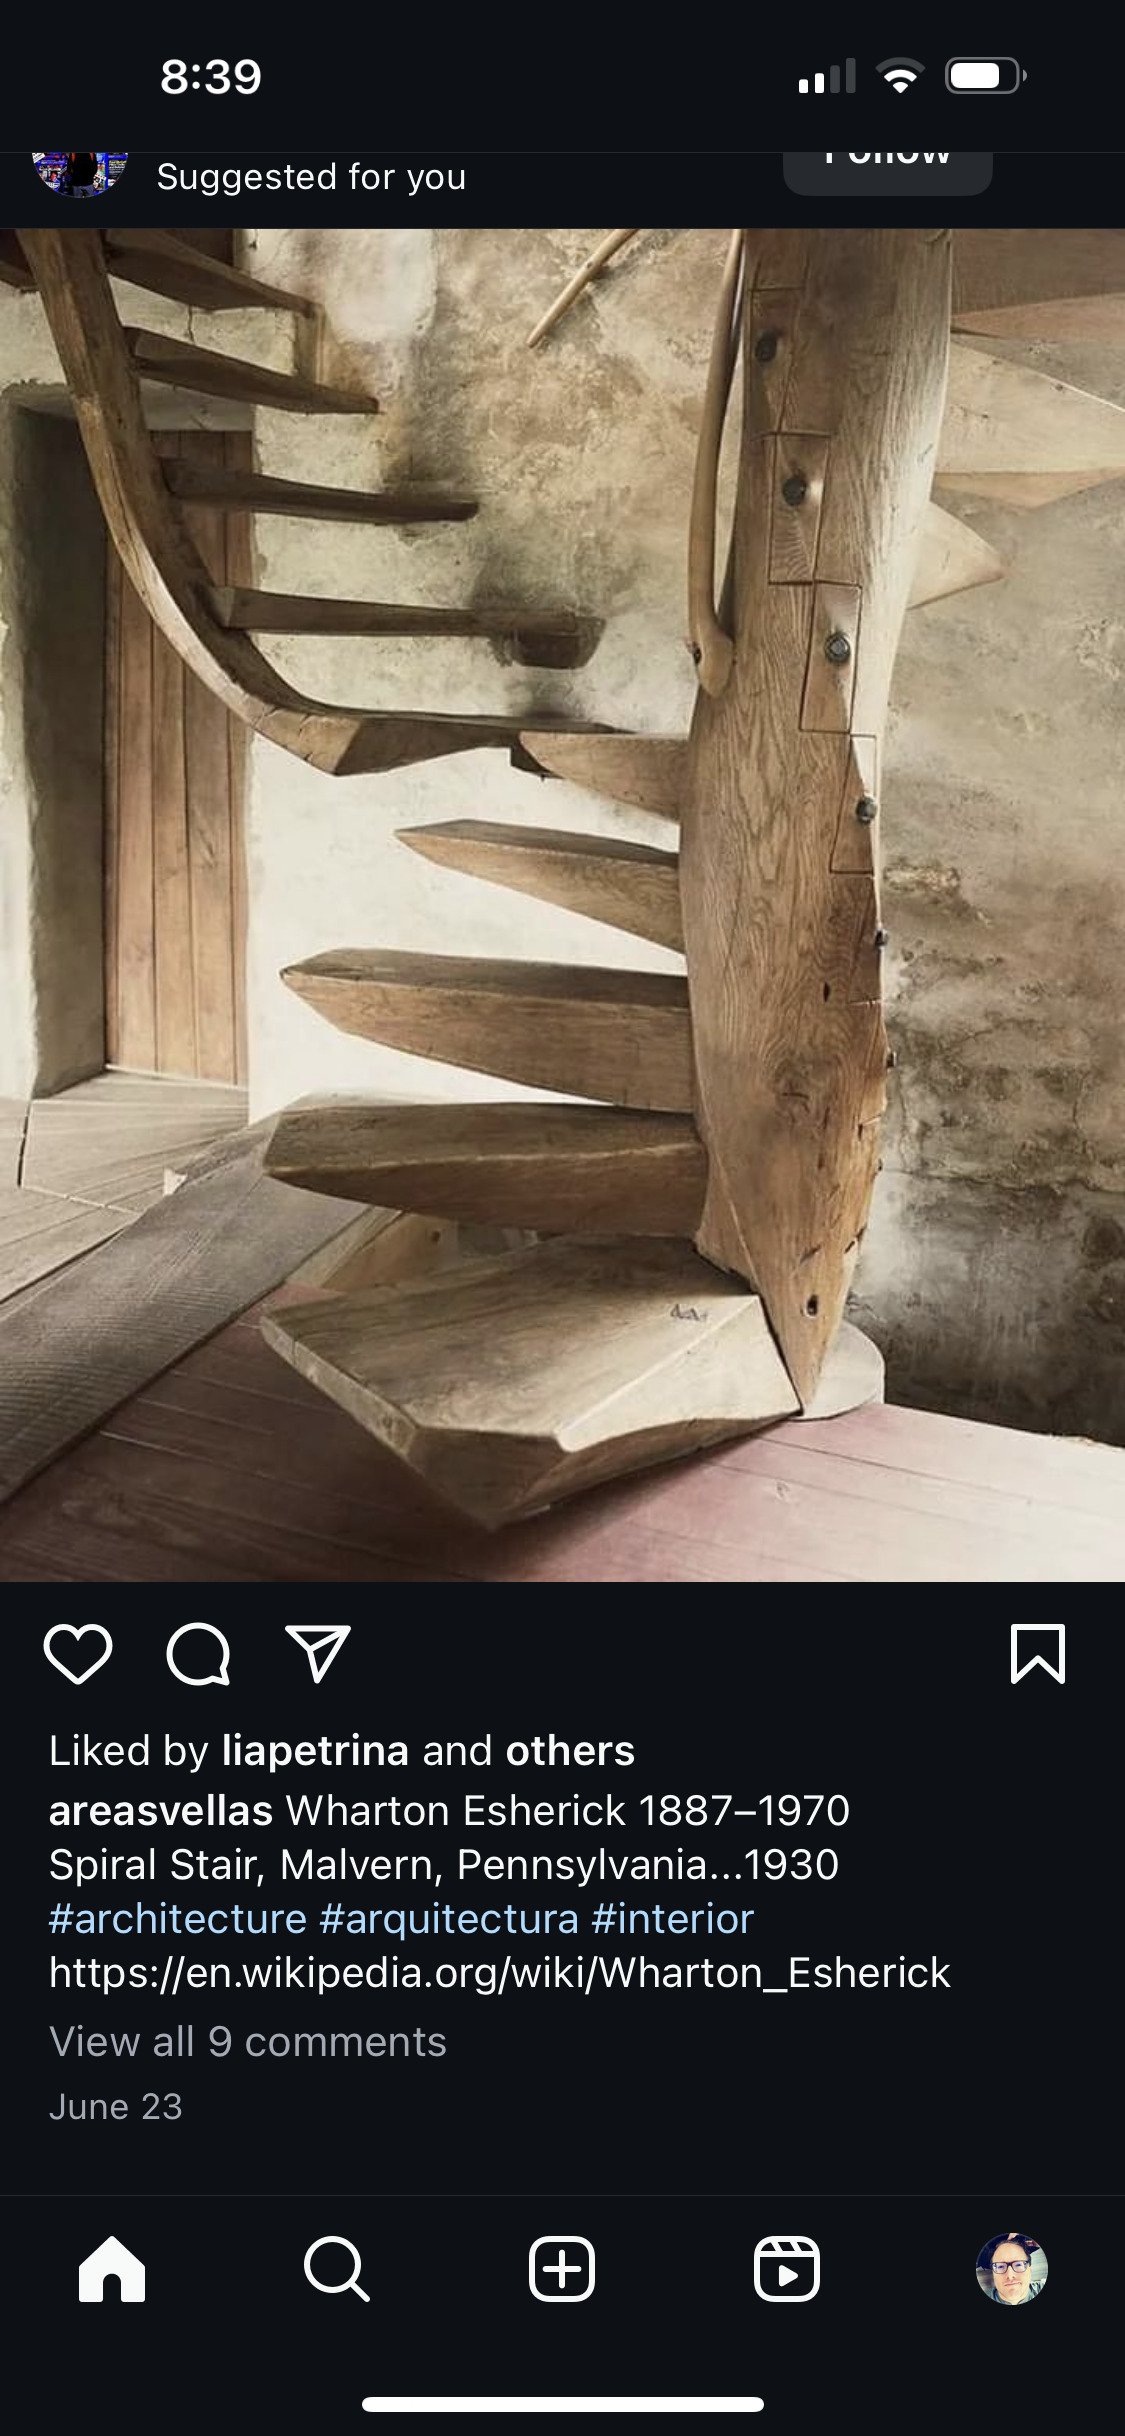 8:39
Suggested for you
Follow
Liked by liapetrina and others
areasvellas Wharton Esherick 1887–1970
Spiral Stair, Malvern, Pennsylvania...1930
#architecture #arquitectura #interior
https://en.wikipedia.org/wiki/Wharton_Esherick
View all 9 comments
June 23